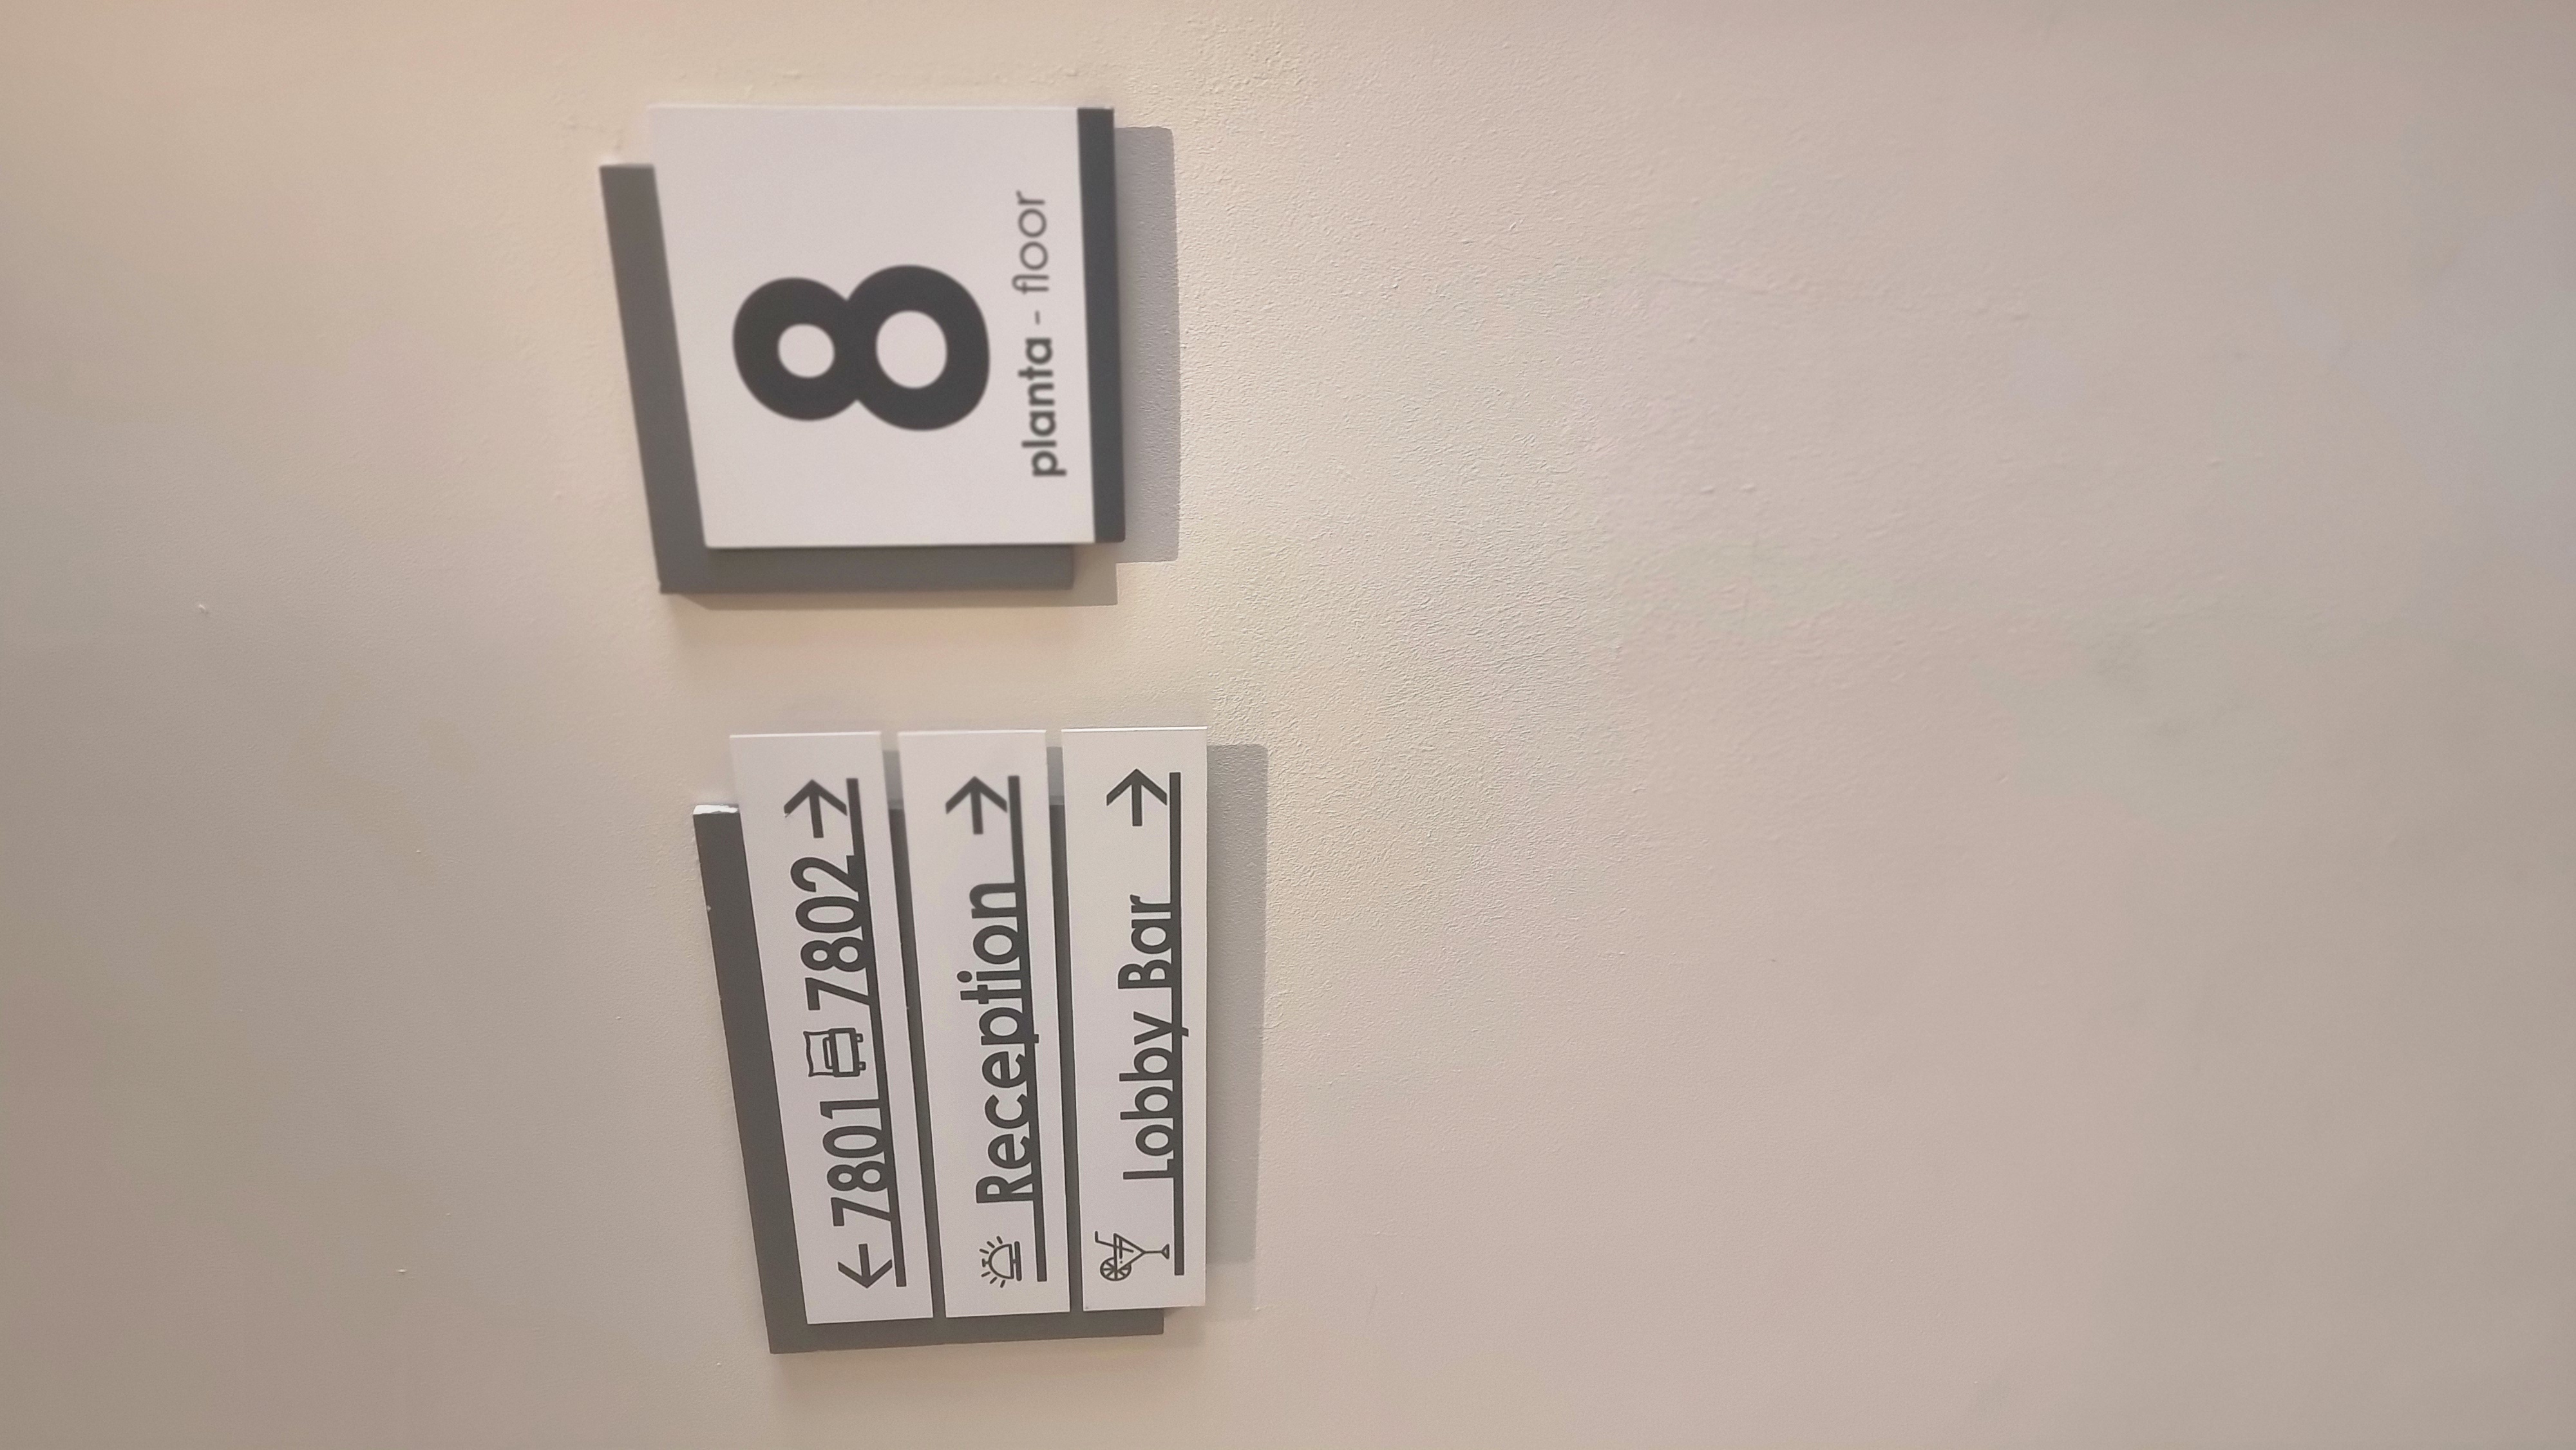 8
planta - floor
← 7801 7802 →
Reception →
Lobby Bar →